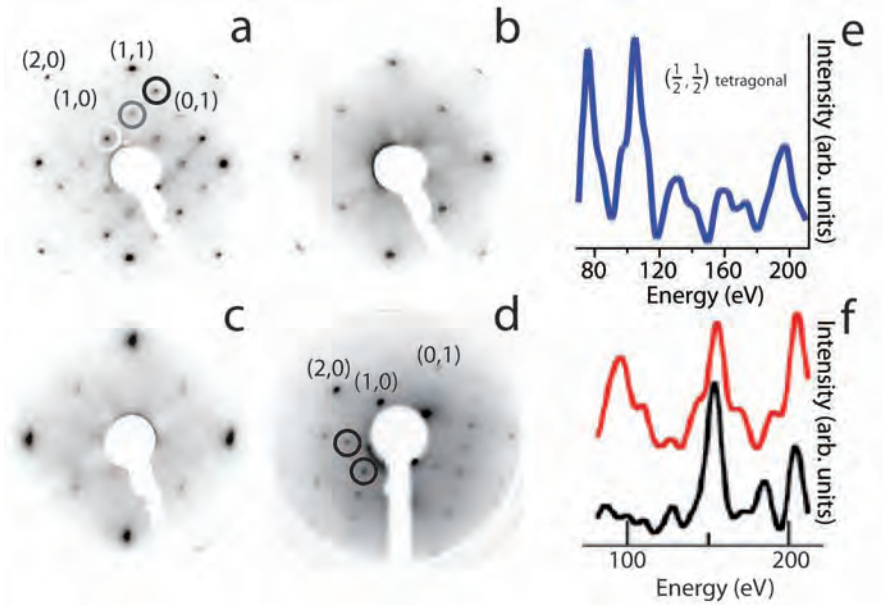 a
(1,1)
(2,0)
(1,0)
(0,1)
b
c
d
(0,1)
(2,0)
(1,0)
e
(1/2, 1/2) tetragonal
Intensity (arb. units)
80 120 160 200
Energy (eV)
f
Intensity (arb. units)
100 200
Energy (eV)